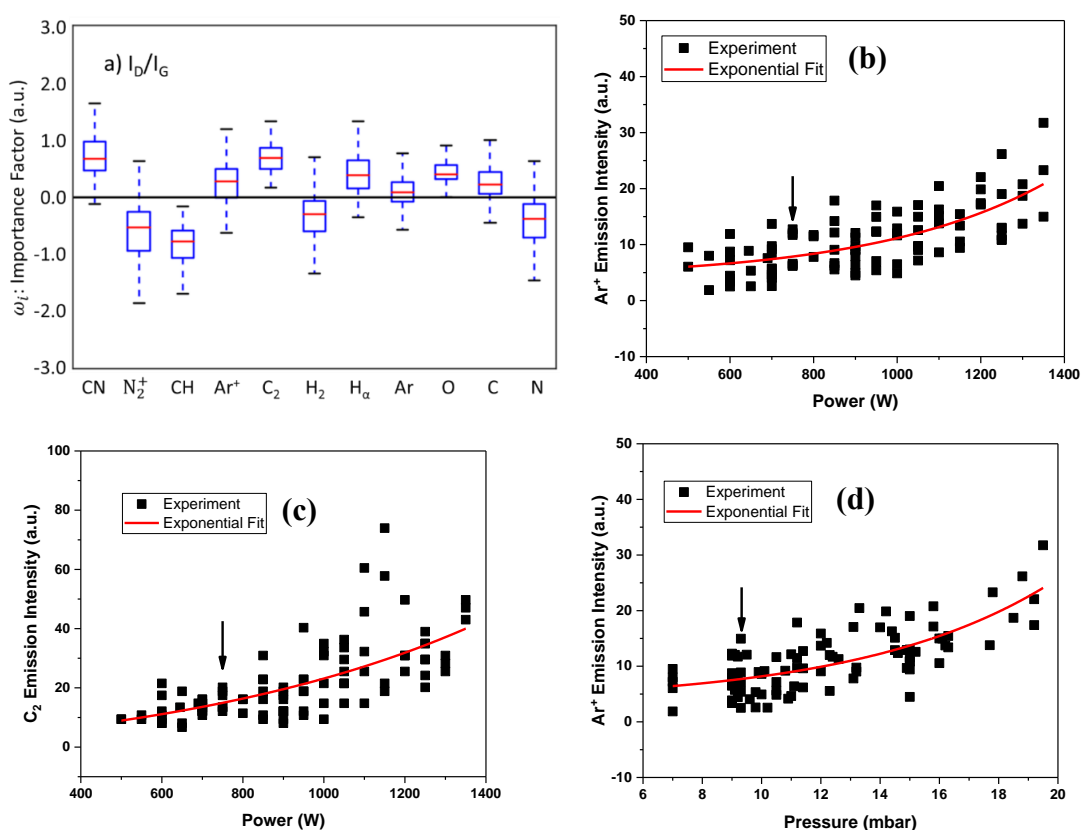 a) I_D/I_G
ω_i: Importance Factor (a.u.)
3.0
2.0
1.0
0.0
-1.0
-2.0
-3.0
CN N₂⁺ CH Ar⁺ C₂ H₂ H_α Ar O C N
(b)
Experiment
Exponential Fit
Ar⁺ Emission Intensity (a.u.)
50
40
30
20
10
0
-10
400 600 800 1000 1200 1400
Power (W)
(c)
Experiment
Exponential Fit
C₂ Emission Intensity (a.u.)
100
80
60
40
20
0
400 600 800 1000 1200 1400
Power (W)
(d)
Experiment
Exponential Fit
Ar⁺ Emission Intensity (a.u.)
50
40
30
20
10
0
-10
6 8 10 12 14 16 18 20
Pressure (mbar)